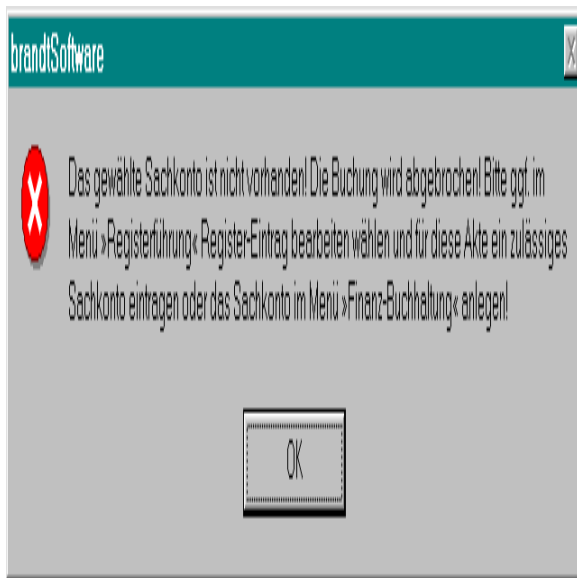 brandtSoftware
Das gewählte Sachkonto ist nicht vorhanden! Die Buchung wird abgebrochen! Bitte ggf. im
Menü »Registerführung« Register-Eintrag bearbeiten wählen und für diese Akte ein zulässiges
Sachkonto eintragen oder das Sachkonto im Menü »Finanz-Buchhaltung« anlegen!
OK